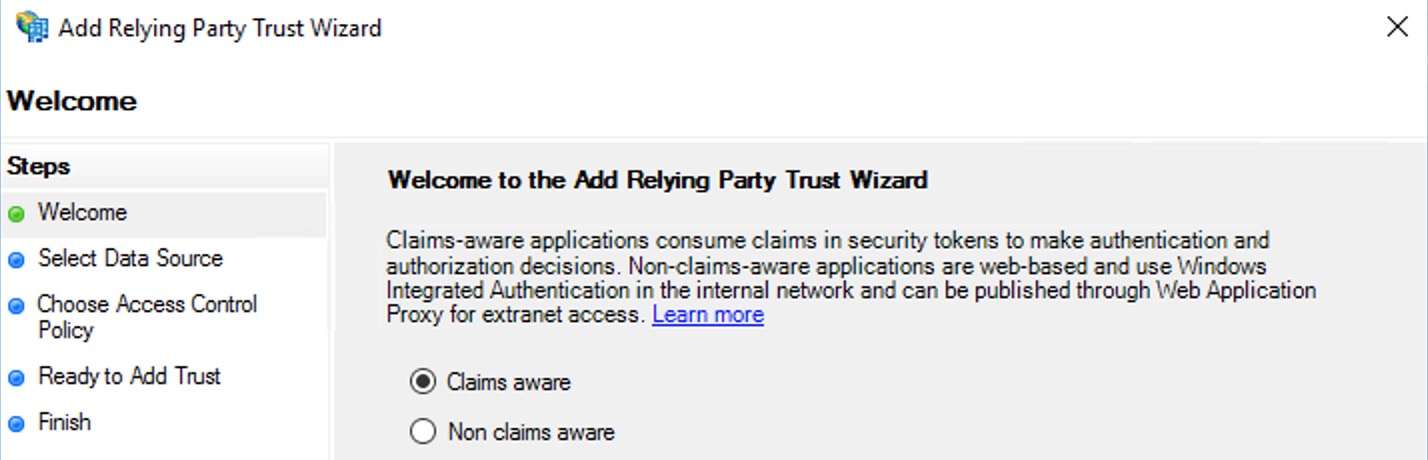 Add Relying Party Trust Wizard
Welcome
Steps
Welcome
Select Data Source
Choose Access Control
Policy
Ready to Add Trust
Finish
Welcome to the Add Relying Party Trust Wizard
Claims-aware applications consume claims in security tokens to make authentication and
authorization decisions. Non-claims-aware applications are web-based and use Windows
Integrated Authentication in the internal network and can be published through Web Application
Proxy for extranet access. Learn more
Claims aware
Non claims aware